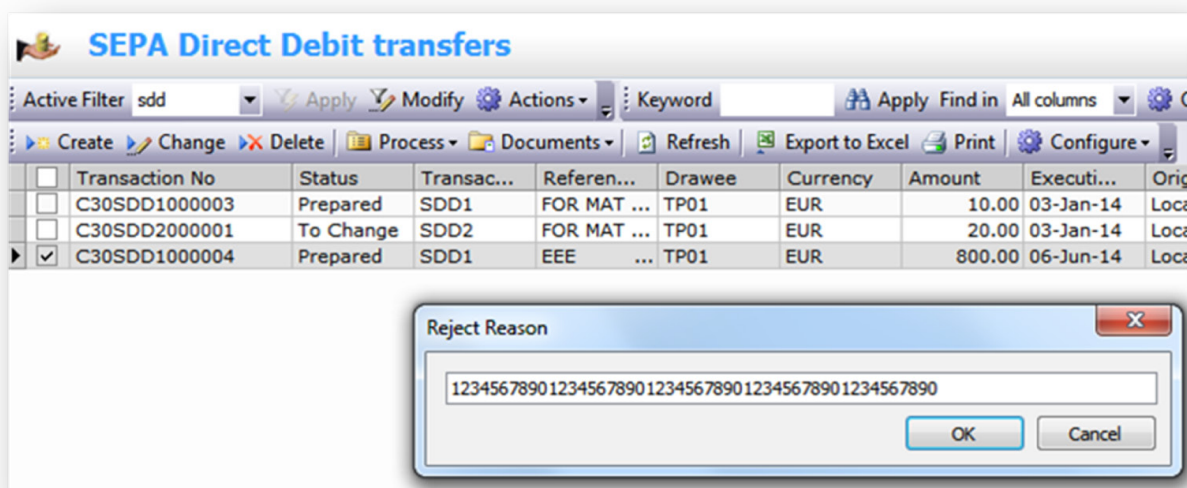 SEPA Direct Debit transfers
Active Filter sdd Apply Modify Actions Keyword Apply Find in All columns
Create Change Delete Process Documents Refresh Export to Excel Print Configure
Transaction No Status Transac... Referen... Drawee Currency Amount Executi... Orig
C30SDD1000003 Prepared SDD1 FOR MAT ... TP01 EUR 10.00 03-Jan-14 Loca
C30SDD2000001 To Change SDD2 FOR MAT ... TP01 EUR 20.00 03-Jan-14 Loca
C30SDD1000004 Prepared SDD1 EEE ... TP01 EUR 800.00 06-Jun-14 Loca
Reject Reason
12345678901234567890123456789012345678901234567890
OK Cancel